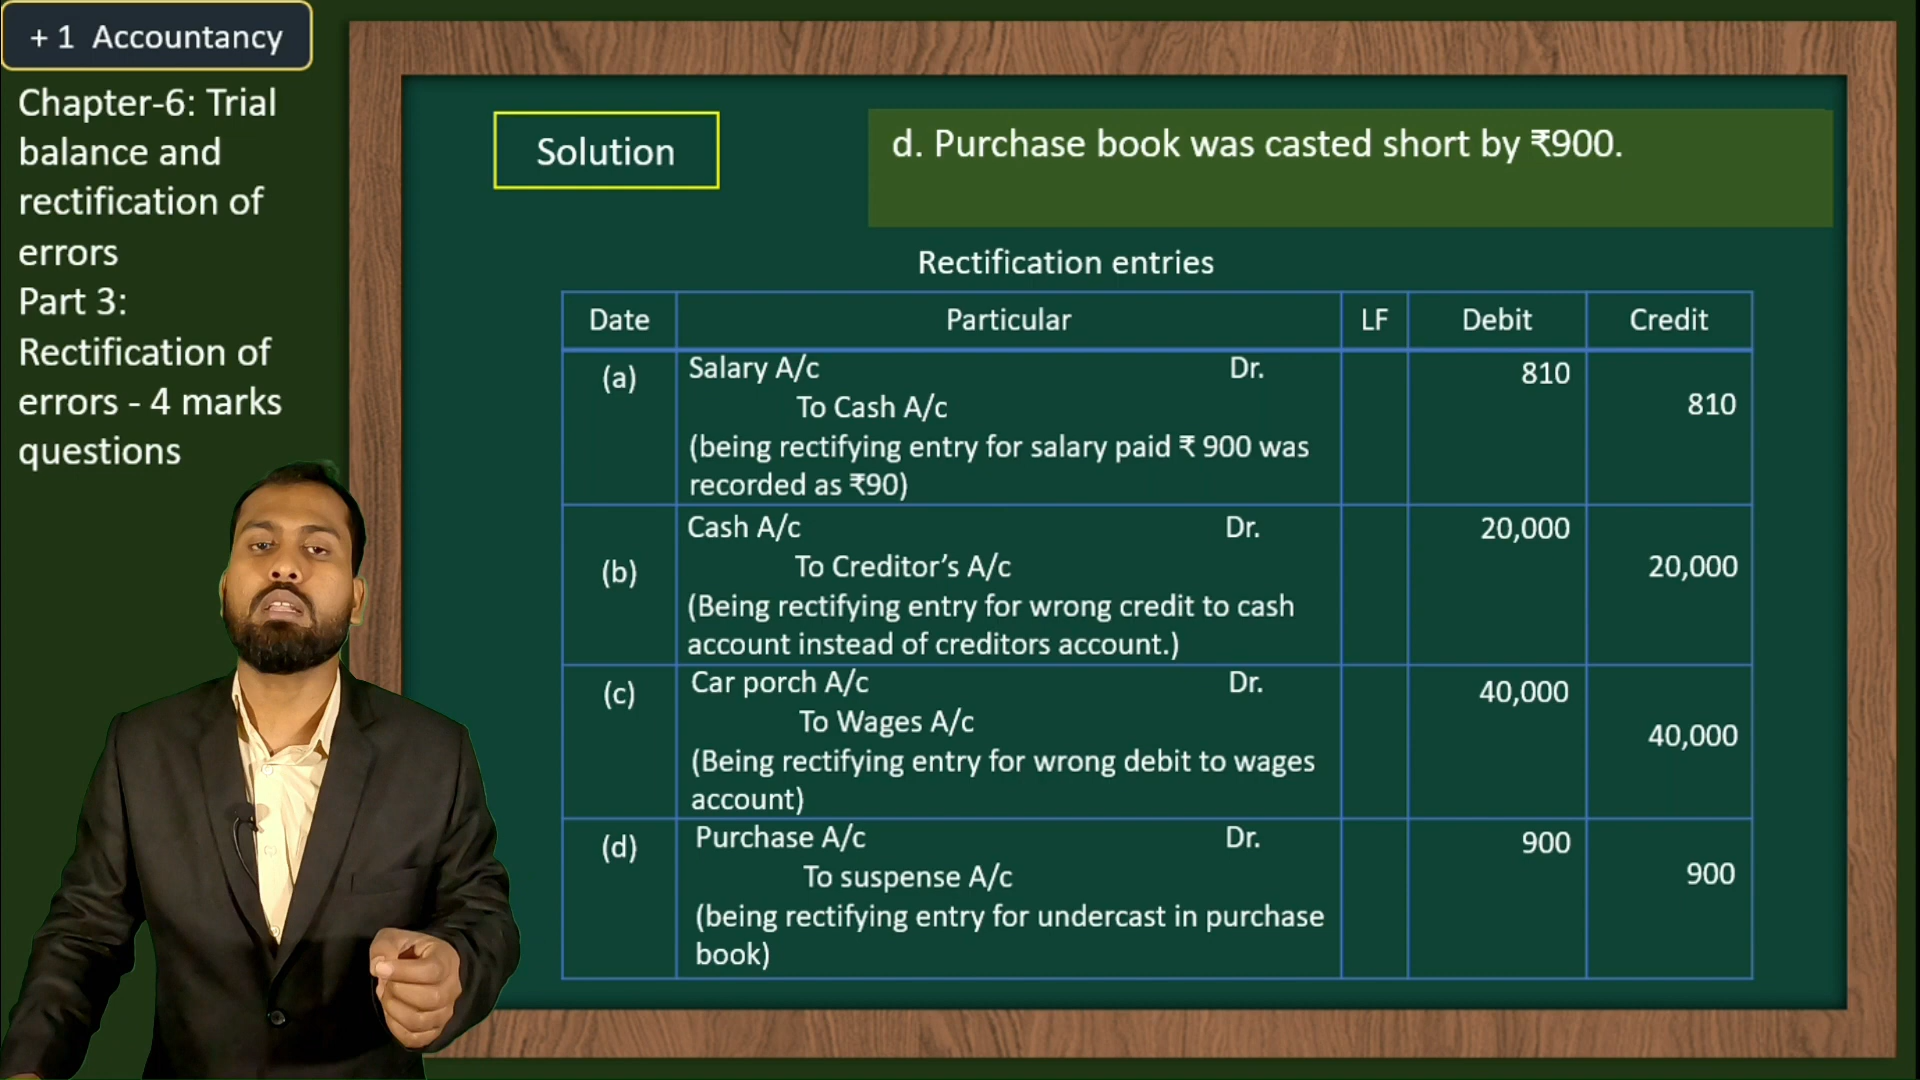 + 1 Accountancy
Chapter-6: Trial
balance and
rectification of
errors
Part 3:
Rectification of
errors - 4 marks
questions
Solution
d. Purchase book was casted short by ₹900.
Rectification entries
Date Particular LF Debit Credit
(a) Salary A/c Dr. 810
To Cash A/c 810
(being rectifying entry for salary paid ₹ 900 was
recorded as ₹90)
Cash A/c Dr. 20,000
(b) To Creditor’s A/c 20,000
(Being rectifying entry for wrong credit to cash
account instead of creditors account.)
(c) Car porch A/c Dr. 40,000
To Wages A/c 40,000
(Being rectifying entry for wrong debit to wages
account)
(d) Purchase A/c Dr. 900
To suspense A/c 900
(being rectifying entry for undercast in purchase
book)